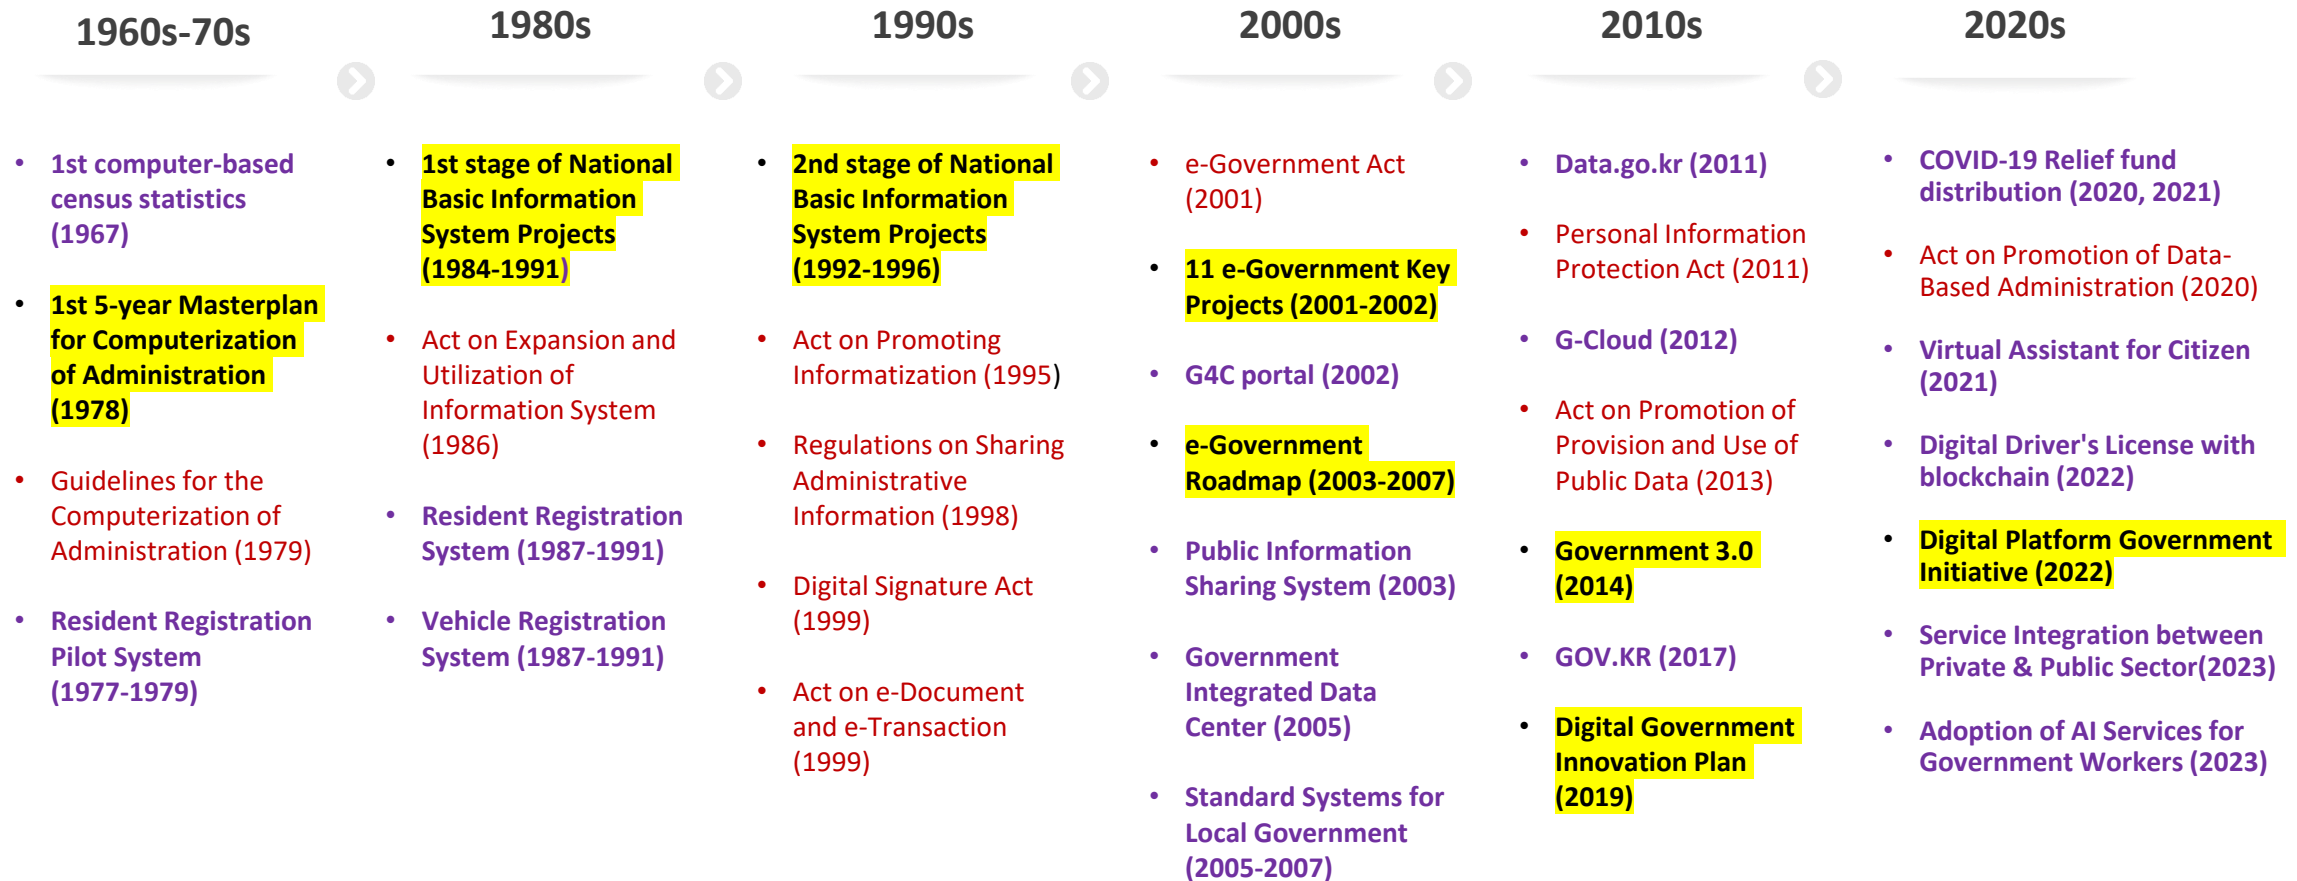 1960s-70s
• 1st computer-based
census statistics
(1967)
• 1st 5-year Masterplan
for Computerization
of Administration
(1978)
• Guidelines for the
Computerization of
Administration (1979)
• Resident Registration
Pilot System
(1977-1979)
1980s
• 1st stage of National
Basic Information
System Projects
(1984-1991)
• Act on Expansion and
Utilization of
Information System
(1986)
• Resident Registration
System (1987-1991)
• Vehicle Registration
System (1987-1991)
1990s
• 2nd stage of National
Basic Information
System Projects
(1992-1996)
• Act on Promoting
Informatization (1995)
• Regulations on Sharing
Administrative
Information (1998)
• Digital Signature Act
(1999)
• Act on e-Document
and e-Transaction
(1999)
2000s
• e-Government Act
(2001)
• 11 e-Government Key
Projects (2001-2002)
• G4C portal (2002)
• e-Government
Roadmap (2003-2007)
• Public Information
Sharing System (2003)
• Government
Integrated Data
Center (2005)
• Standard Systems for
Local Government
(2005-2007)
2010s
• Data.go.kr (2011)
• Personal Information
Protection Act (2011)
• G-Cloud (2012)
• Act on Promotion of
Provision and Use of
Public Data (2013)
• Government 3.0
(2014)
• GOV.KR (2017)
• Digital Government
Innovation Plan
(2019)
2020s
• COVID-19 Relief fund
distribution (2020, 2021)
• Act on Promotion of Data-
Based Administration (2020)
• Virtual Assistant for Citizen
(2021)
• Digital Driver's License with
blockchain (2022)
• Digital Platform Government
Initiative (2022)
• Service Integration between
Private & Public Sector(2023)
• Adoption of AI Services for
Government Workers (2023)